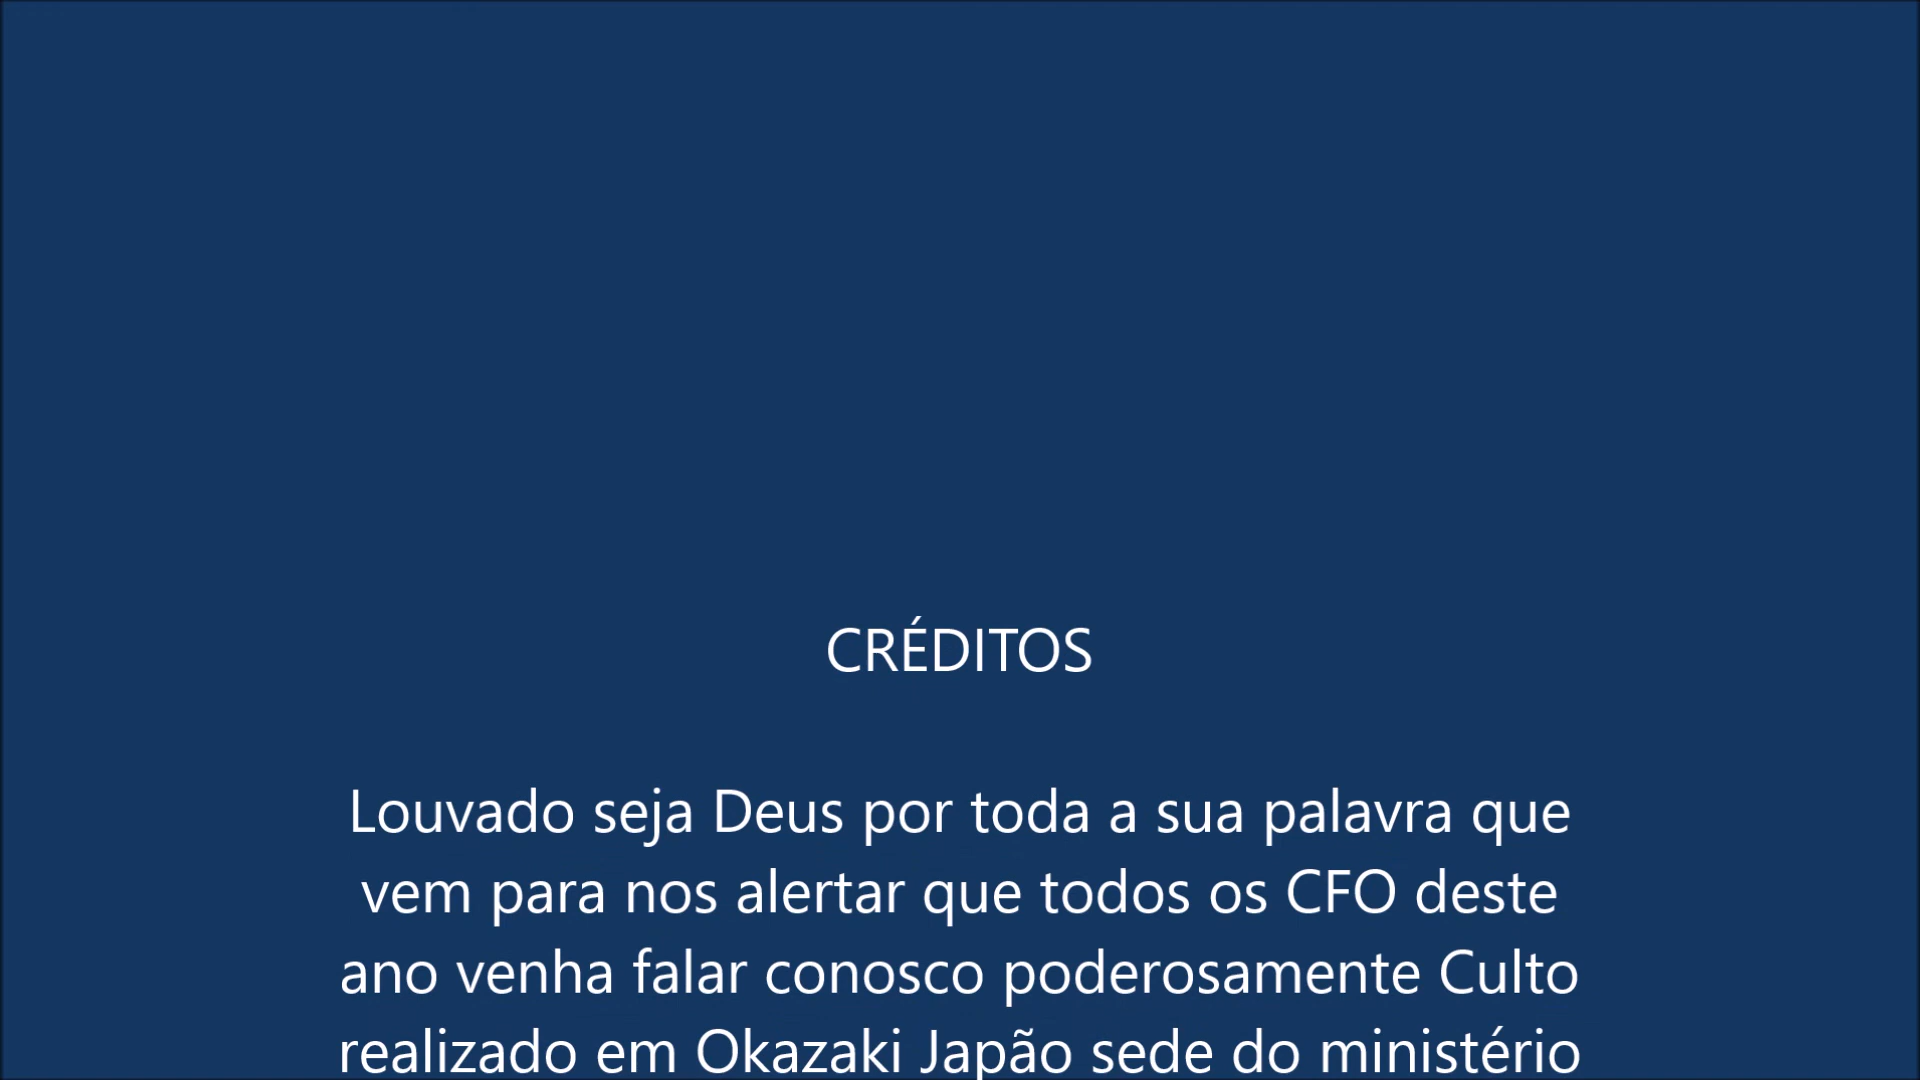 CRÉDITOS
Louvado seja Deus por toda a sua palavra que
vem para nos alertar que todos os CFO deste
ano venha falar conosco poderosamente Culto
realizado em Okazaki Japão sede do ministério